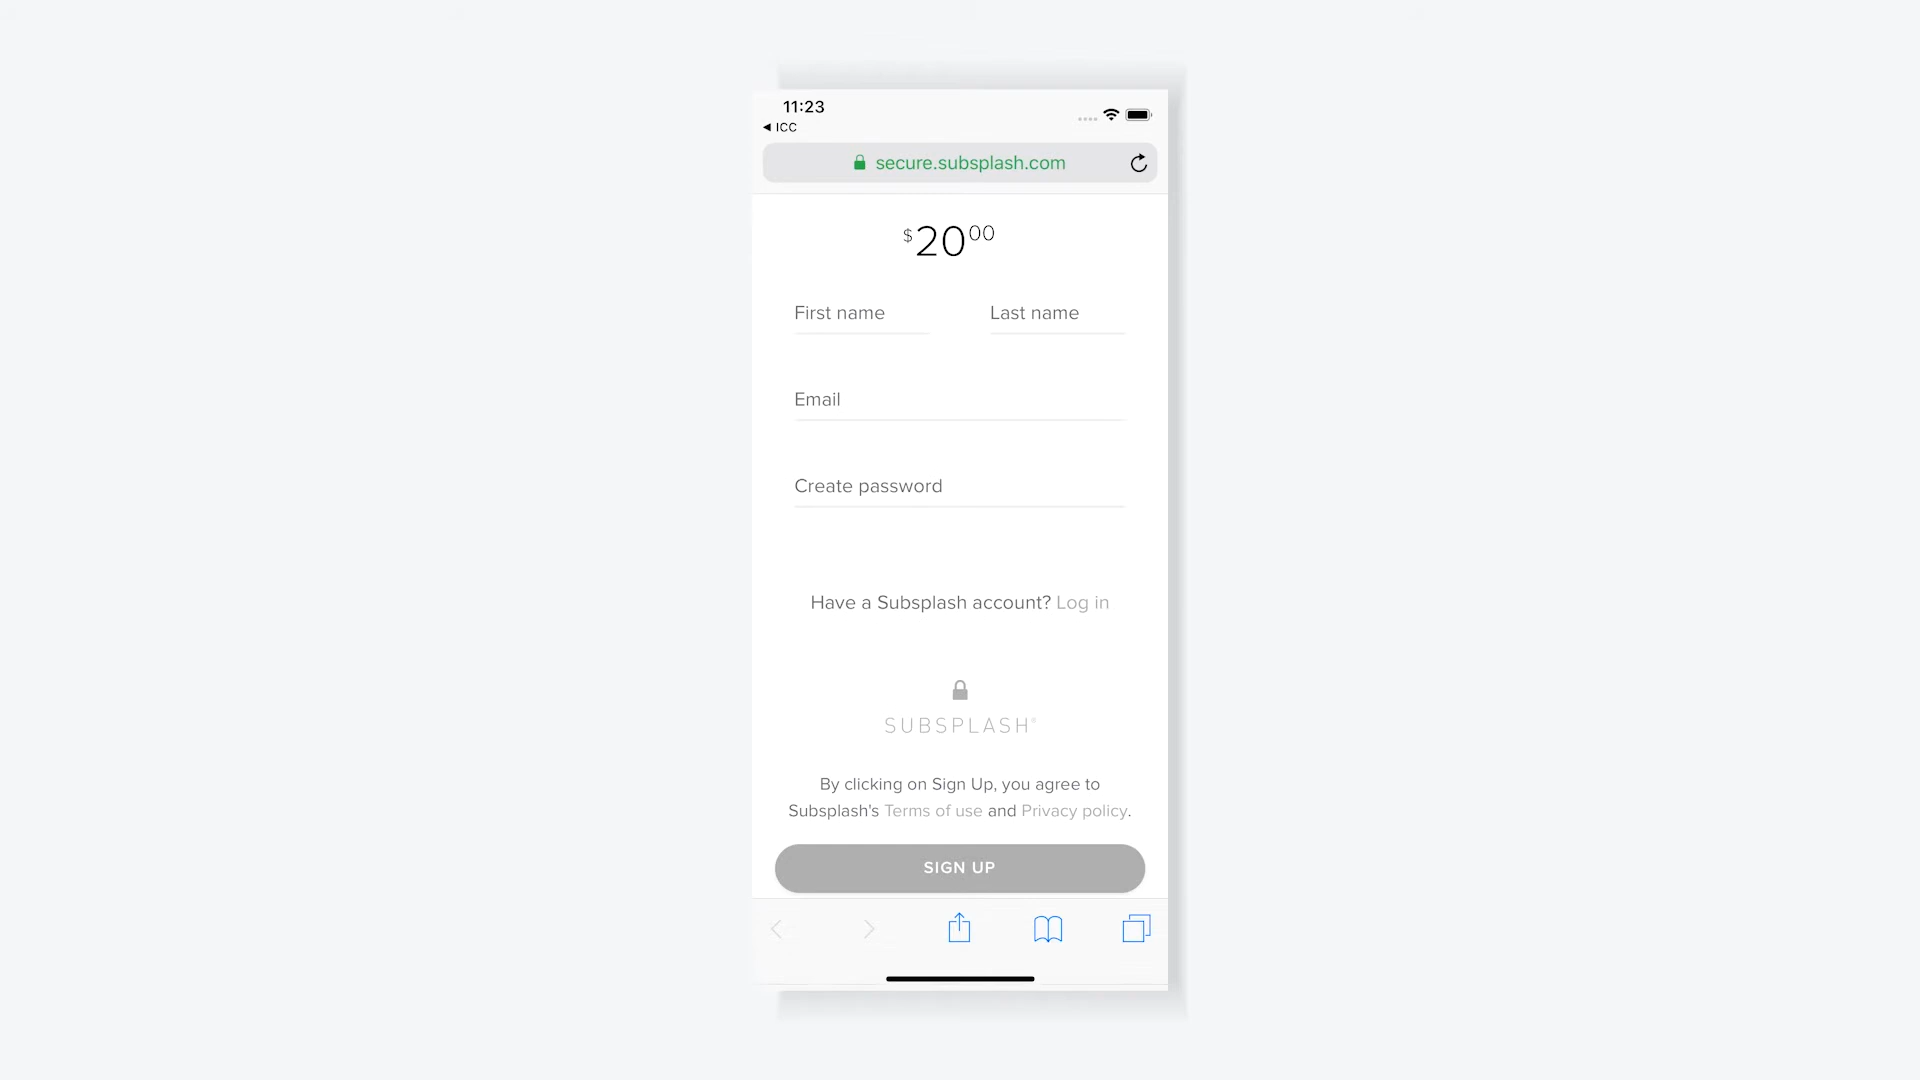 11:23
◀ ICC
secure.subsplash.com
$20.00
First name Last name
Email
Create password
Have a Subsplash account? Log in
SUBSPLASH®
By clicking on Sign Up, you agree to
Subsplash's Terms of use and Privacy policy.
SIGN UP